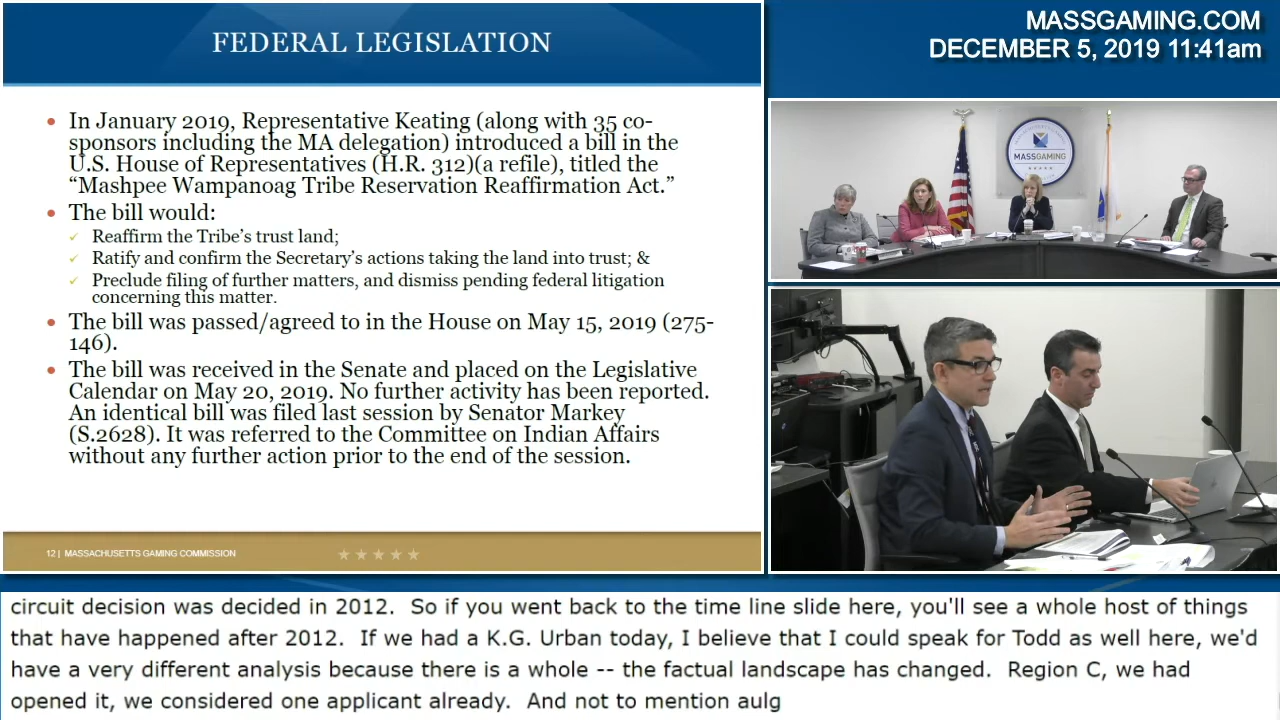 FEDERAL LEGISLATION
• In January 2019, Representative Keating (along with 35 co-
sponsors including the MA delegation) introduced a bill in the
U.S. House of Representatives (H.R. 312)(a refile), titled the
“Mashpee Wampanoag Tribe Reservation Reaffirmation Act.”
• The bill would:
✓ Reaffirm the Tribe’s trust land;
✓ Ratify and confirm the Secretary’s actions taking the land into trust; &
✓ Preclude filing of further matters, and dismiss pending federal litigation
concerning this matter.
• The bill was passed/agreed to in the House on May 15, 2019 (275-
146).
• The bill was received in the Senate and placed on the Legislative
Calendar on May 20, 2019. No further activity has been reported.
An identical bill was filed last session by Senator Markey
(S.2628). It was referred to the Committee on Indian Affairs
without any further action prior to the end of the session.
12 | MASSACHUSETTS GAMING COMMISSION
MASSGAMING.COM
DECEMBER 5, 2019 11:41am
MASSGAMING
circuit decision was decided in 2012. So if you went back to the time line slide here, you'll see a whole host of things
that have happened after 2012. If we had a K.G. Urban today, I believe that I could speak for Todd as well here, we'd
have a very different analysis because there is a whole -- the factual landscape has changed. Region C, we had
opened it, we considered one applicant already. And not to mention aulg